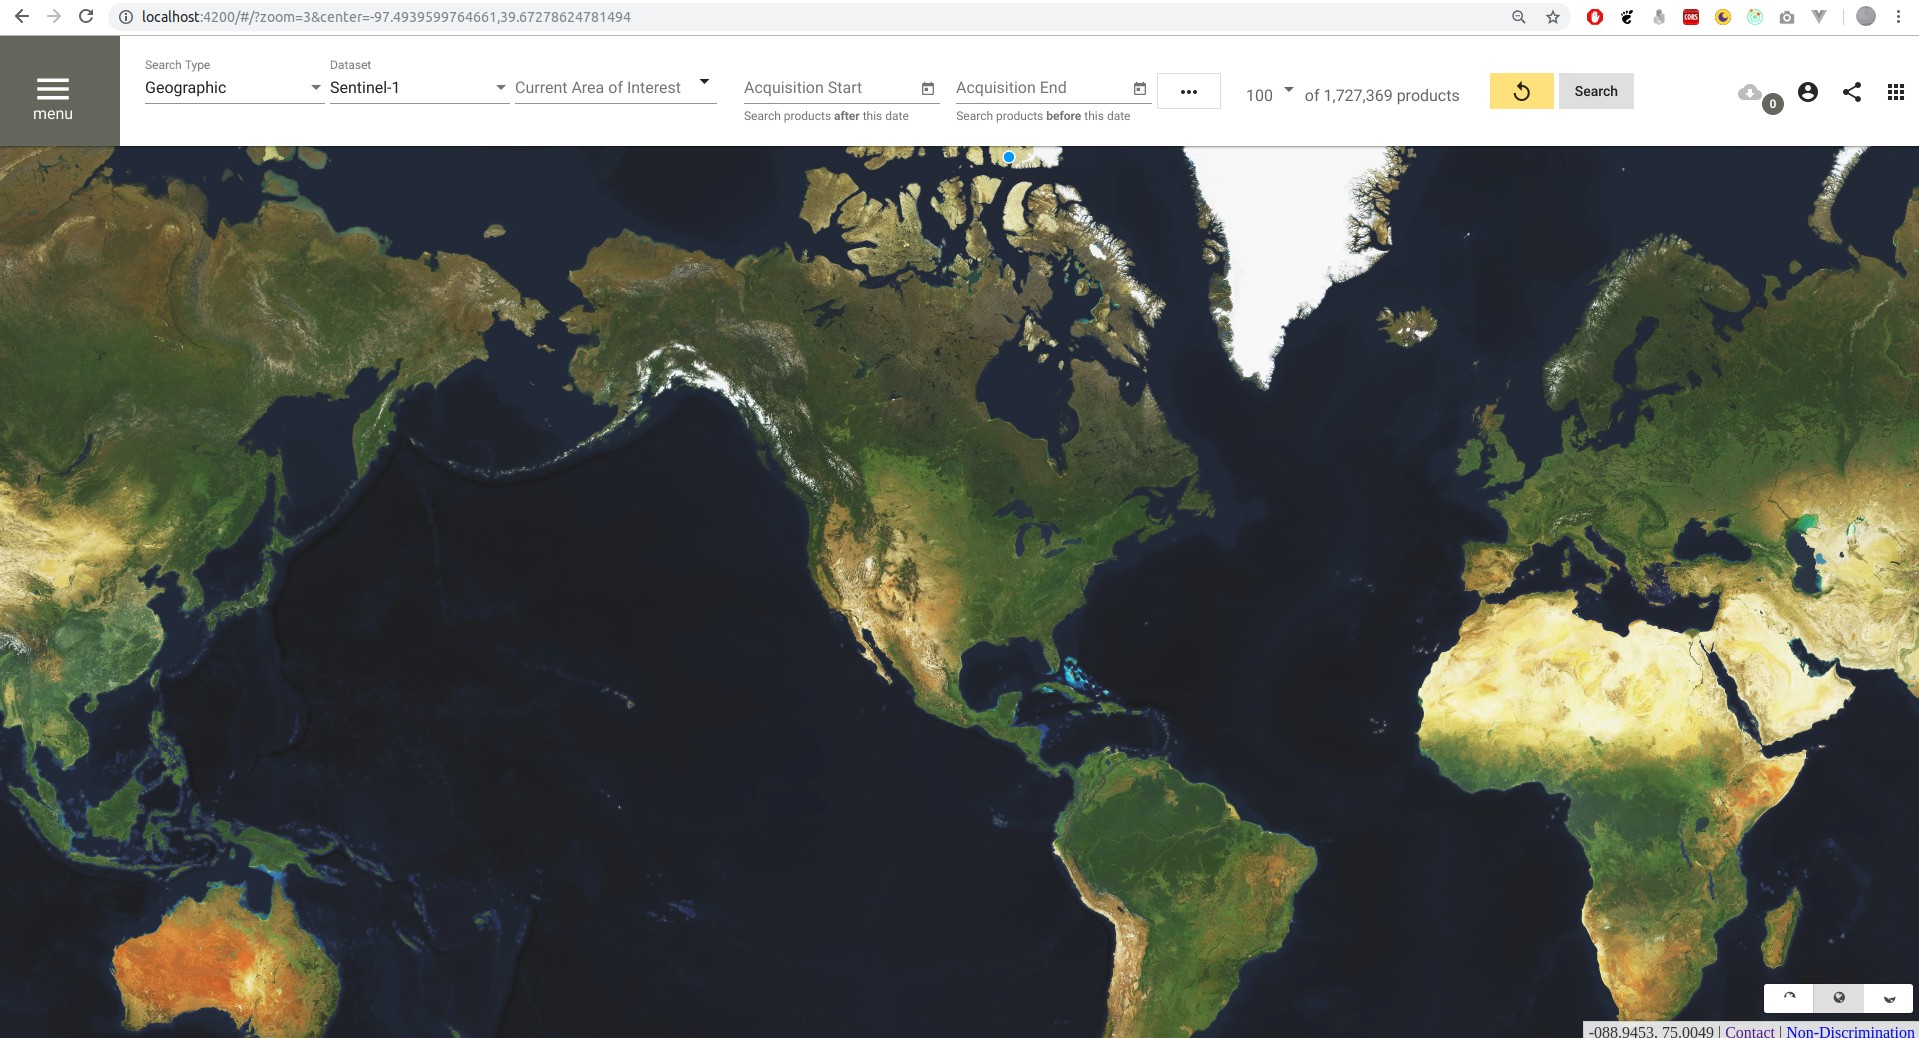 localhost:4200/#/?zoom=3&center=-97.4939599764661,39.67278624781494
CORS
menu
Search Type
Geographic
Dataset
Sentinel-1
Current Area of Interest
Acquisition Start
Search products after this date
Acquisition End
Search products before this date
100 of 1,727,369 products
Search
0
-088.9453, 75.0049 | Contact | Non-Discrimination